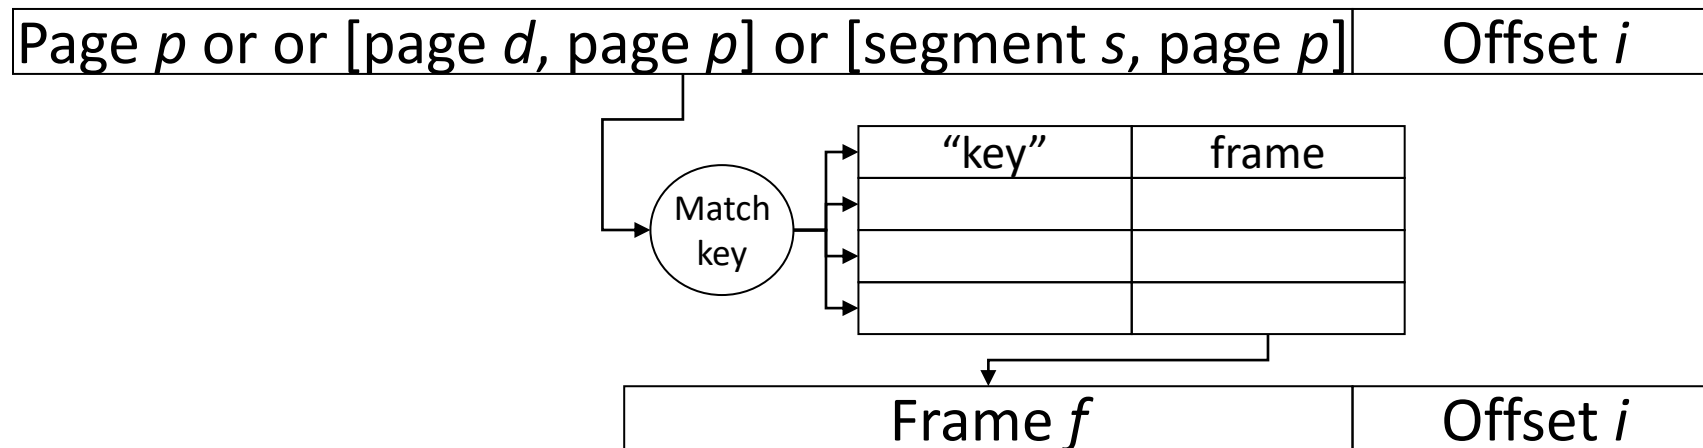 Page p or or [page d, page p] or [segment s, page p] Offset i
“key” frame
Match
key
Frame f Offset i